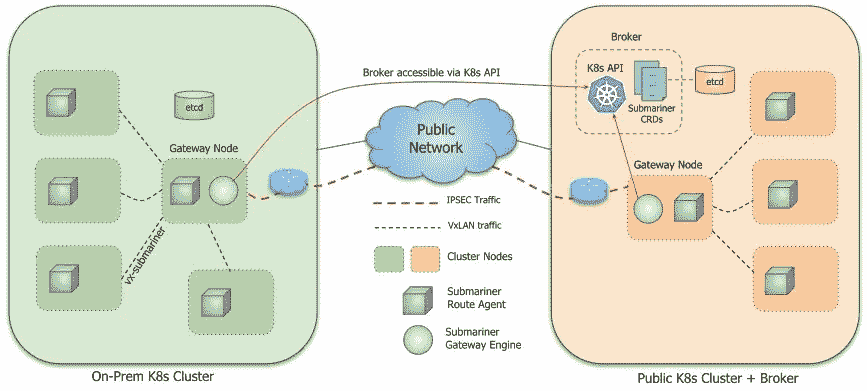 Broker
K8s API
etcd
Submariner
CRDs
Broker accessible via K8s API
etcd
Public
Network
Gateway Node
Gateway Node
vx-submariner
IPSEC Traffic
VxLAN traffic
Cluster Nodes
Submariner
Route Agent
Submariner
Gateway Engine
On-Prem K8s Cluster
Public K8s Cluster + Broker